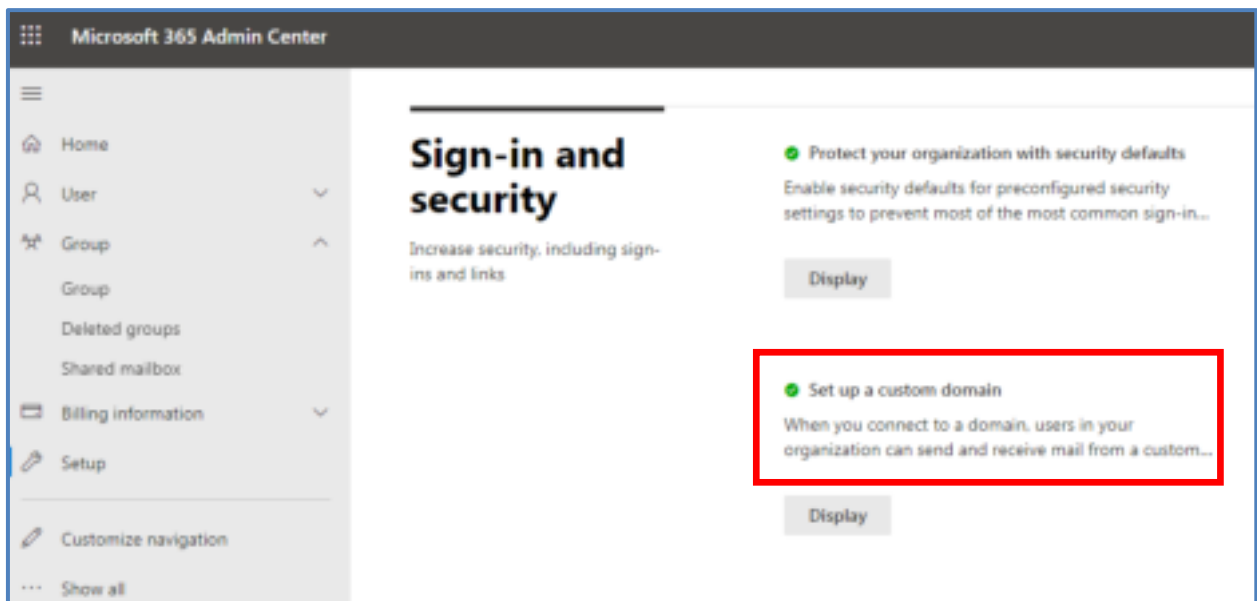 Microsoft 365 Admin Center
Home
User
Group
Group
Deleted groups
Shared mailbox
Billing information
Setup
Customize navigation
Show all
Sign-in and
security
Increase security, including sign-
ins and links
Protect your organization with security defaults
Enable security defaults for preconfigured security
settings to prevent most of the most common sign-in...
Display
Set up a custom domain
When you connect to a domain, users in your
organization can send and receive mail from a custom...
Display